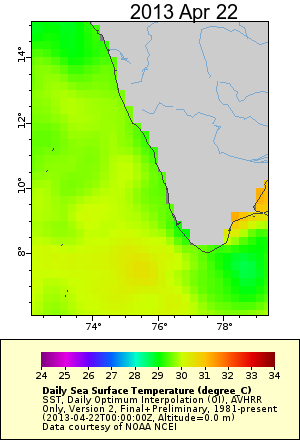 2013 Apr 22
14°
12°
10°
8°
74°
76°
78°
24 25 26 27 28 29 30 31 32 33 34
Daily Sea Surface Temperature (degree_C)
SST, Daily Optimum Interpolation (OI), AVHRR
Only, Version 2, Final+Preliminary, 1981-present
(2013-04-22T00:00:00Z, Altitude=0.0 m)
Data courtesy of NOAA NCEI